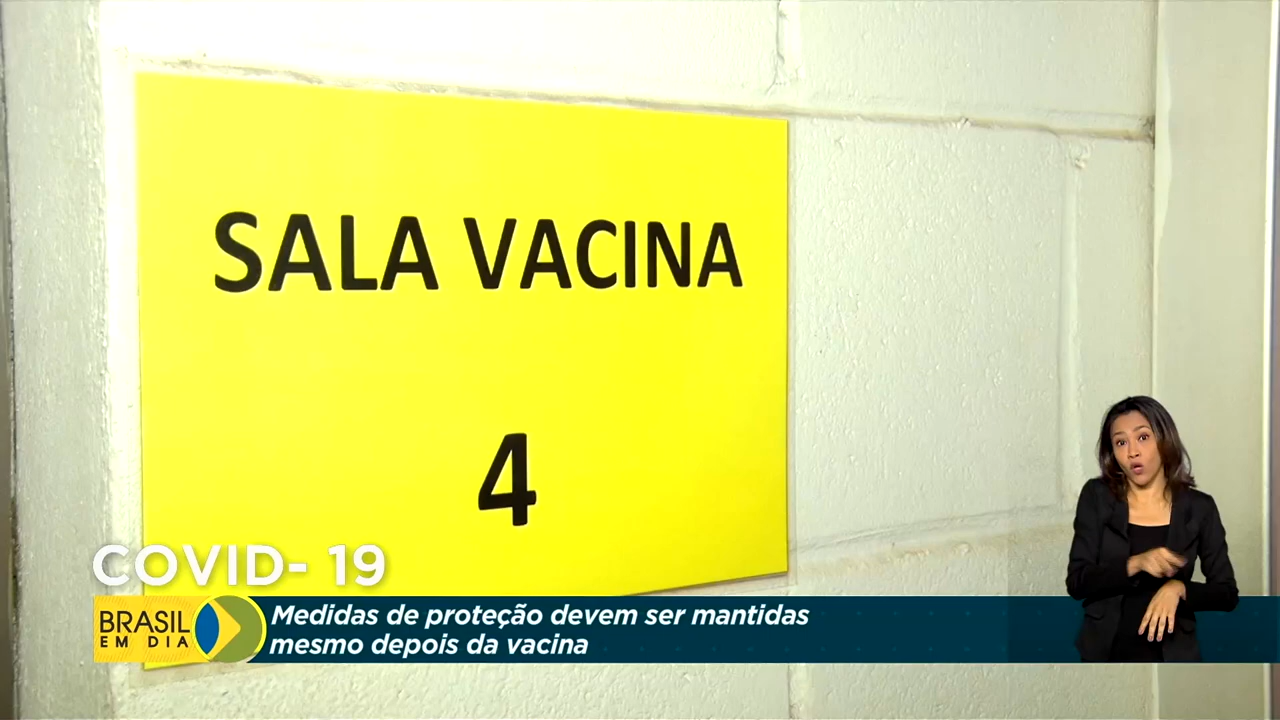 SALA VACINA
4
COVID- 19
BRASIL
EM DIA
Medidas de proteção devem ser mantidas
mesmo depois da vacina